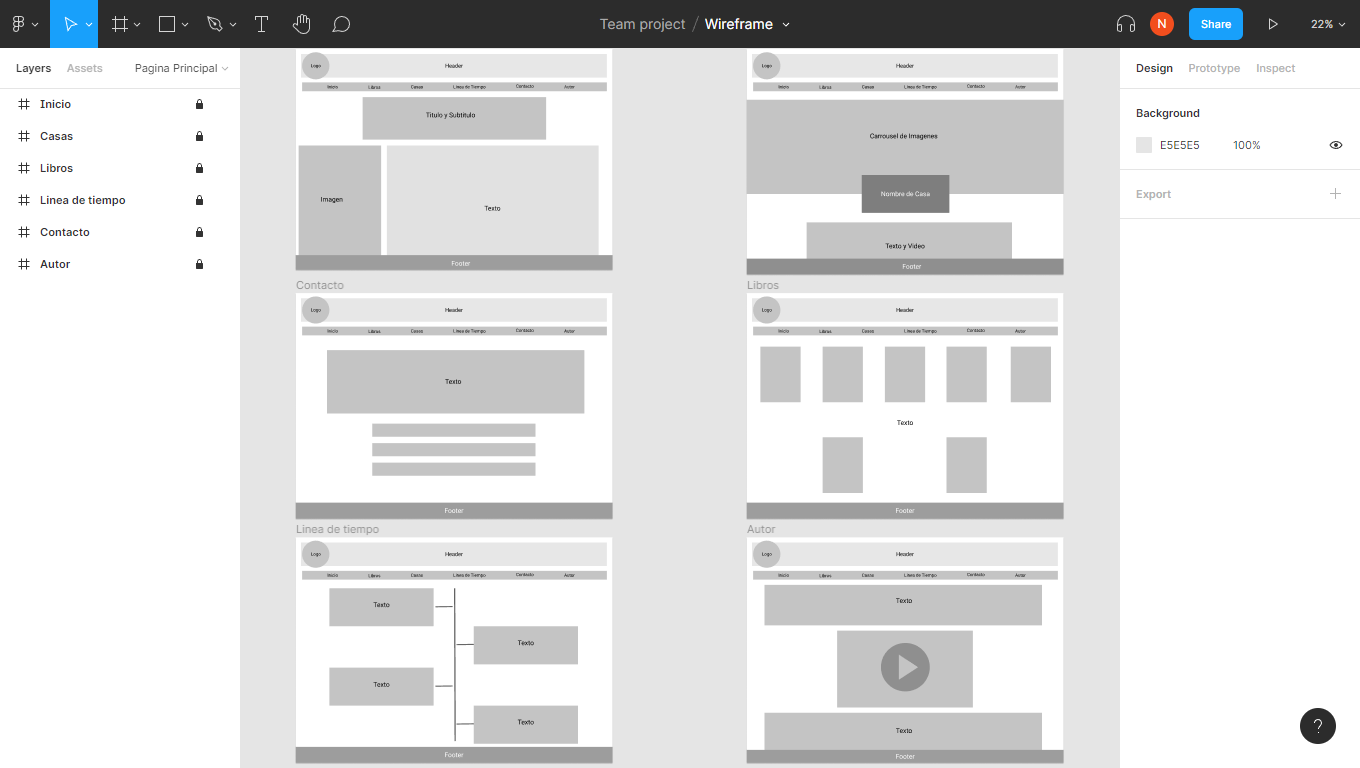 Team project / Wireframe
N
Share
22%
Layers
Assets
Pagina Principal
Inicio
Casas
Libros
Linea de tiempo
Contacto
Autor
Logo
Header
Inicio Libros Casas Linea de Tiempo Contacto Autor
Titulo y Subtitulo
Imagen
Texto
Footer
Logo
Header
Inicio Libros Casas Linea de Tiempo Contacto Autor
Carrousel de Imagenes
Nombre de Casa
Texto y Video
Footer
Contacto
Logo
Header
Inicio Libros Casas Linea de Tiempo Contacto Autor
Texto
Footer
Libros
Logo
Header
Inicio Libros Casas Linea de Tiempo Contacto Autor
Texto
Footer
Linea de tiempo
Logo
Header
Inicio Libros Casas Linea de Tiempo Contacto Autor
Texto
Texto
Texto
Texto
Footer
Autor
Logo
Header
Inicio Libros Casas Linea de Tiempo Contacto Autor
Texto
Texto
Footer
Design
Prototype
Inspect
Background
E5E5E5 100%
Export
?